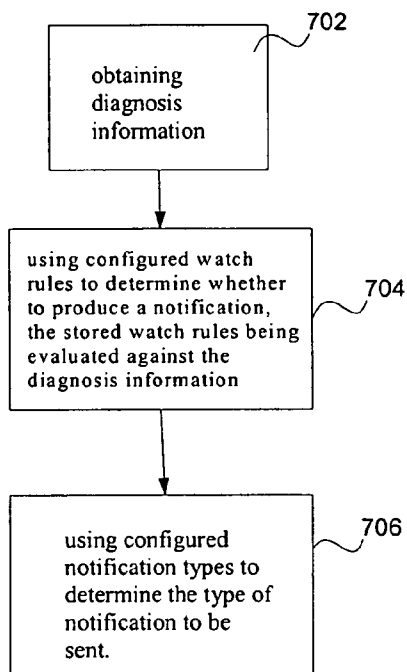 702
obtaining
diagnosis
information
using configured watch
rules to determine whether
to produce a notification,
the stored watch rules being
evaluated against the
diagnosis information
704
using configured
notification types to
determine the type of
notification to be
sent.
706